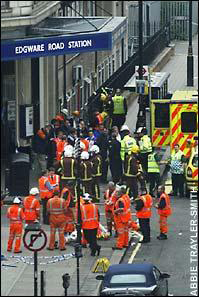 EDGWARE ROAD STATION
ABBIE TRAYLER-SMITH